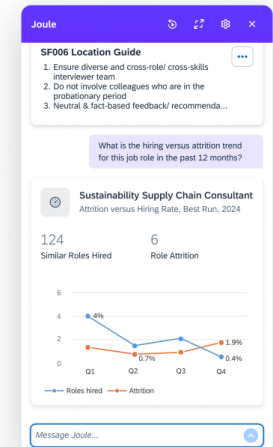 Joule
SF006 Location Guide
1. Ensure diverse and cross-role/ cross-skills
interviewer team
2. Do not involve colleagues who are in the
probationary period
3. Neutral & fact-based feedback/ recommenda...
What is the hiring versus attrition trend
for this job role in the past 12 months?
Sustainability Supply Chain Consultant
Attrition versus Hiring Rate, Best Run, 2024
124
6
Similar Roles Hired
Role Attrition
6
4
2
0
4%
0.7%
1.9%
0.4%
Q1
Q2
Q3
Q4
Roles hired
Attrition
Message Joule...